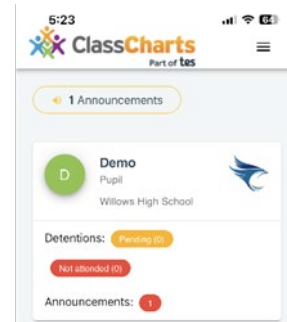 5:23
64
ClassCharts
Part of tes
1 Announcements
D
Demo
Pupil
Willows High School
Detentions: Pending (0)
Not attended (0)
Announcements: 1